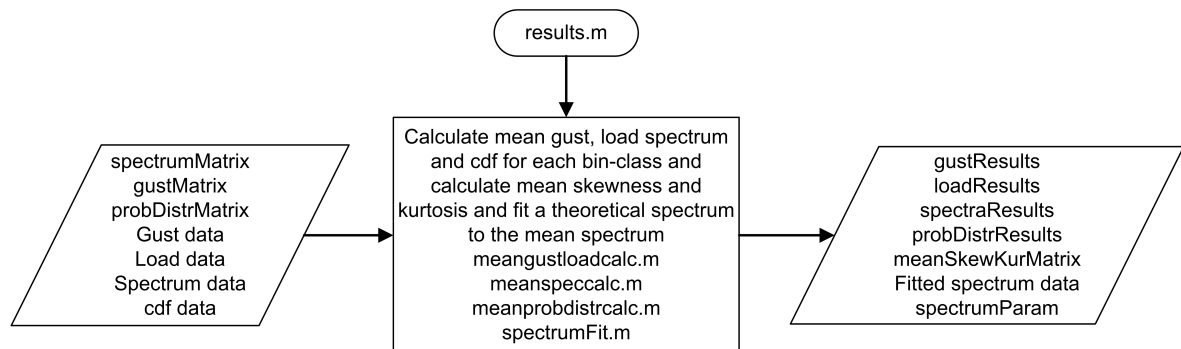 results.m
spectrumMatrix
gustMatrix
probDistrMatrix
Gust data
Load data
Spectrum data
cdf data
Calculate mean gust, load spectrum
and cdf for each bin-class and
calculate mean skewness and
kurtosis and fit a theoretical spectrum
to the mean spectrum
meangustloadcalc.m
meanspeccalc.m
meanprobdistrcalc.m
spectrumFit.m
gustResults
loadResults
spectraResults
probDistrResults
meanSkewKurMatrix
Fitted spectrum data
spectrumParam